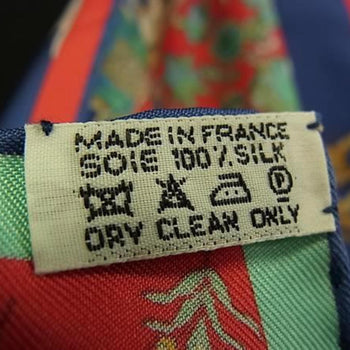 MADE IN FRANCE
SOIE 100% SILK
P
DRY CLEAN ONLY